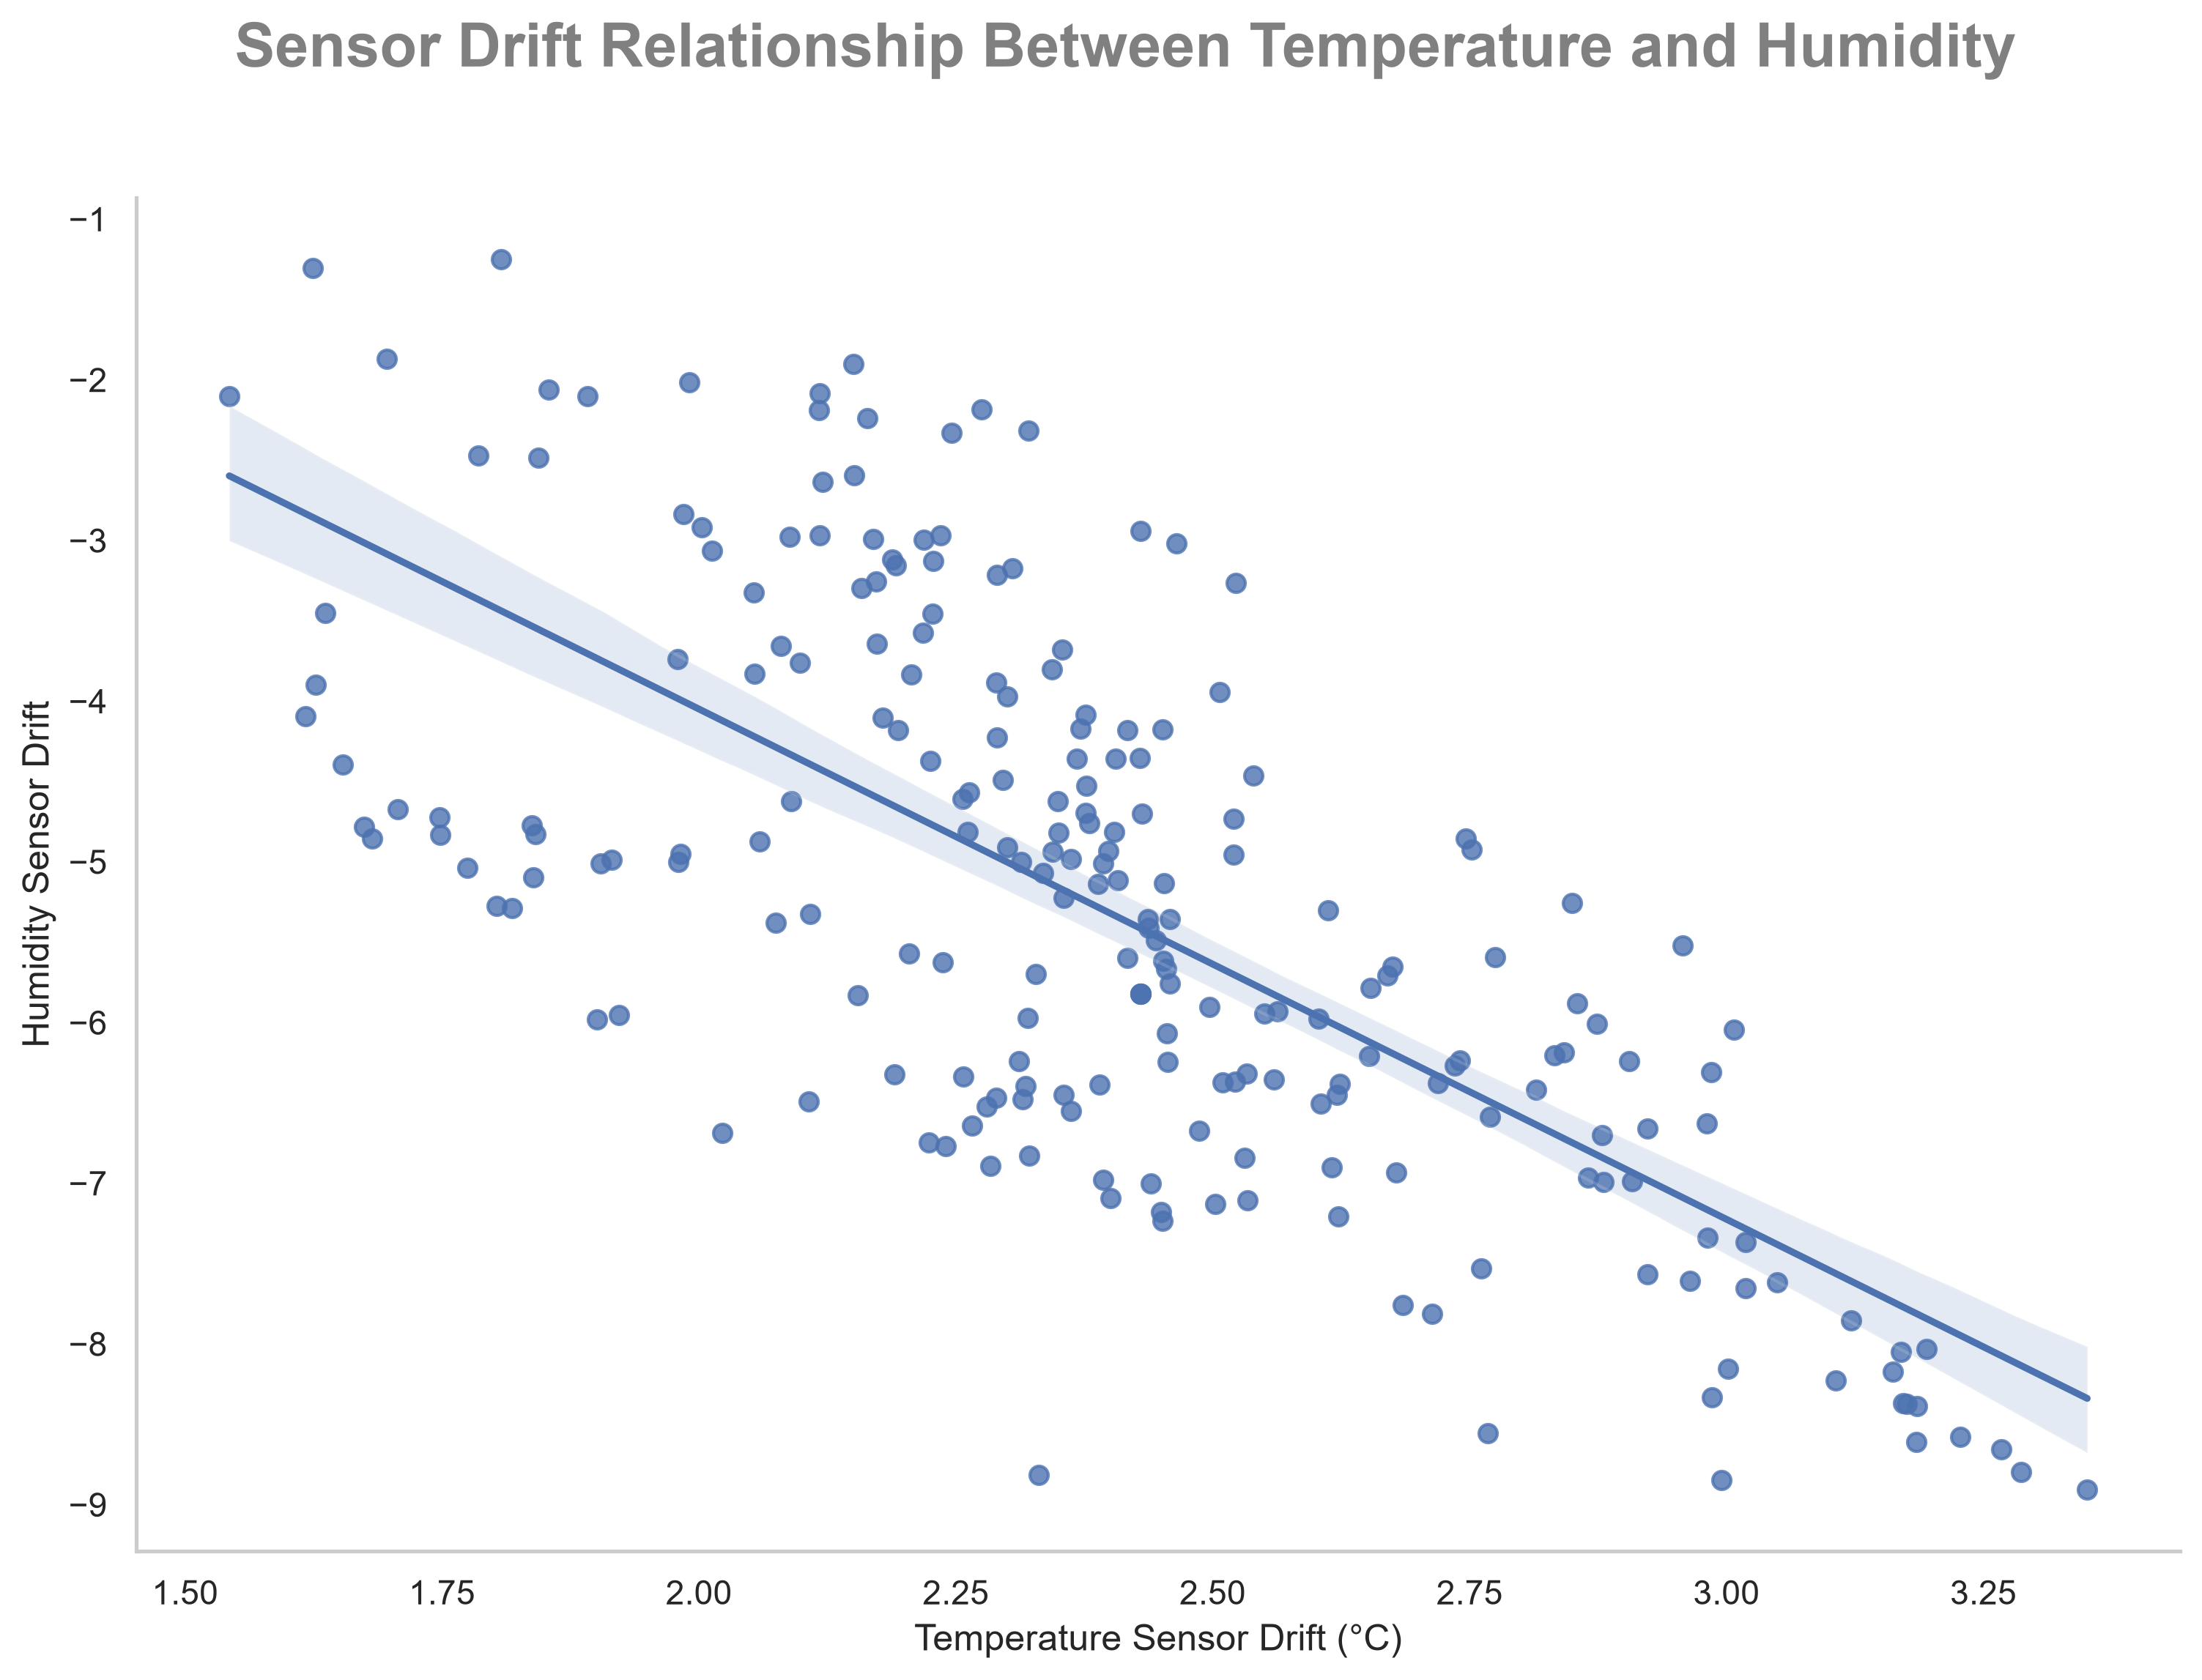 Sensor Drift Relationship Between Temperature and Humidity
−1
−2
−3
−4
−5
−6
−7
−8
−9
Humidity Sensor Drift
1.50 1.75 2.00 2.25 2.50 2.75 3.00 3.25
Temperature Sensor Drift (°C)